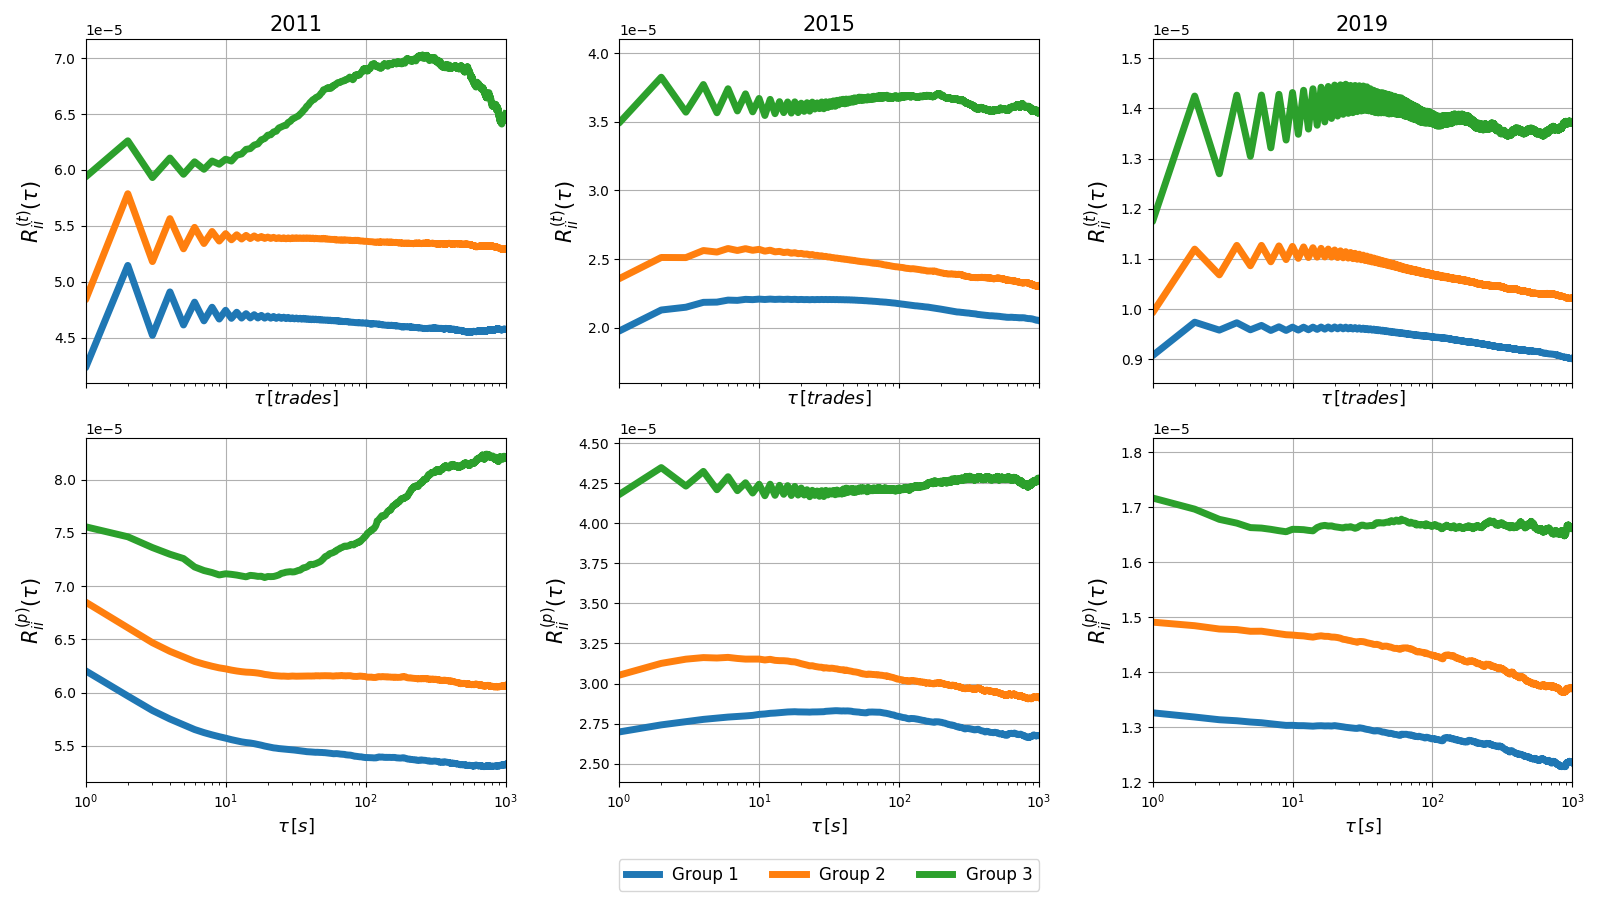 2011 2015 2019
1e−5 1e−5 1e−5
7.0 6.5 6.0 5.5 5.0 4.5
R_{ii}^{(t)}(τ)
τ [trades]
4.0 3.5 3.0 2.5 2.0
R_{ii}^{(t)}(τ)
τ [trades]
1.5 1.4 1.3 1.2 1.1 1.0 0.9
R_{ii}^{(t)}(τ)
τ [trades]
1e−5 1e−5 1e−5
8.0 7.5 7.0 6.5 6.0 5.5
R_{ii}^{(p)}(τ)
10^0 10^1 10^2 10^3
τ [s]
4.50 4.25 4.00 3.75 3.50 3.25 3.00 2.75 2.50
R_{ii}^{(p)}(τ)
10^0 10^1 10^2 10^3
τ [s]
1.8 1.7 1.6 1.5 1.4 1.3 1.2
R_{ii}^{(p)}(τ)
10^0 10^1 10^2 10^3
τ [s]
Group 1 Group 2 Group 3